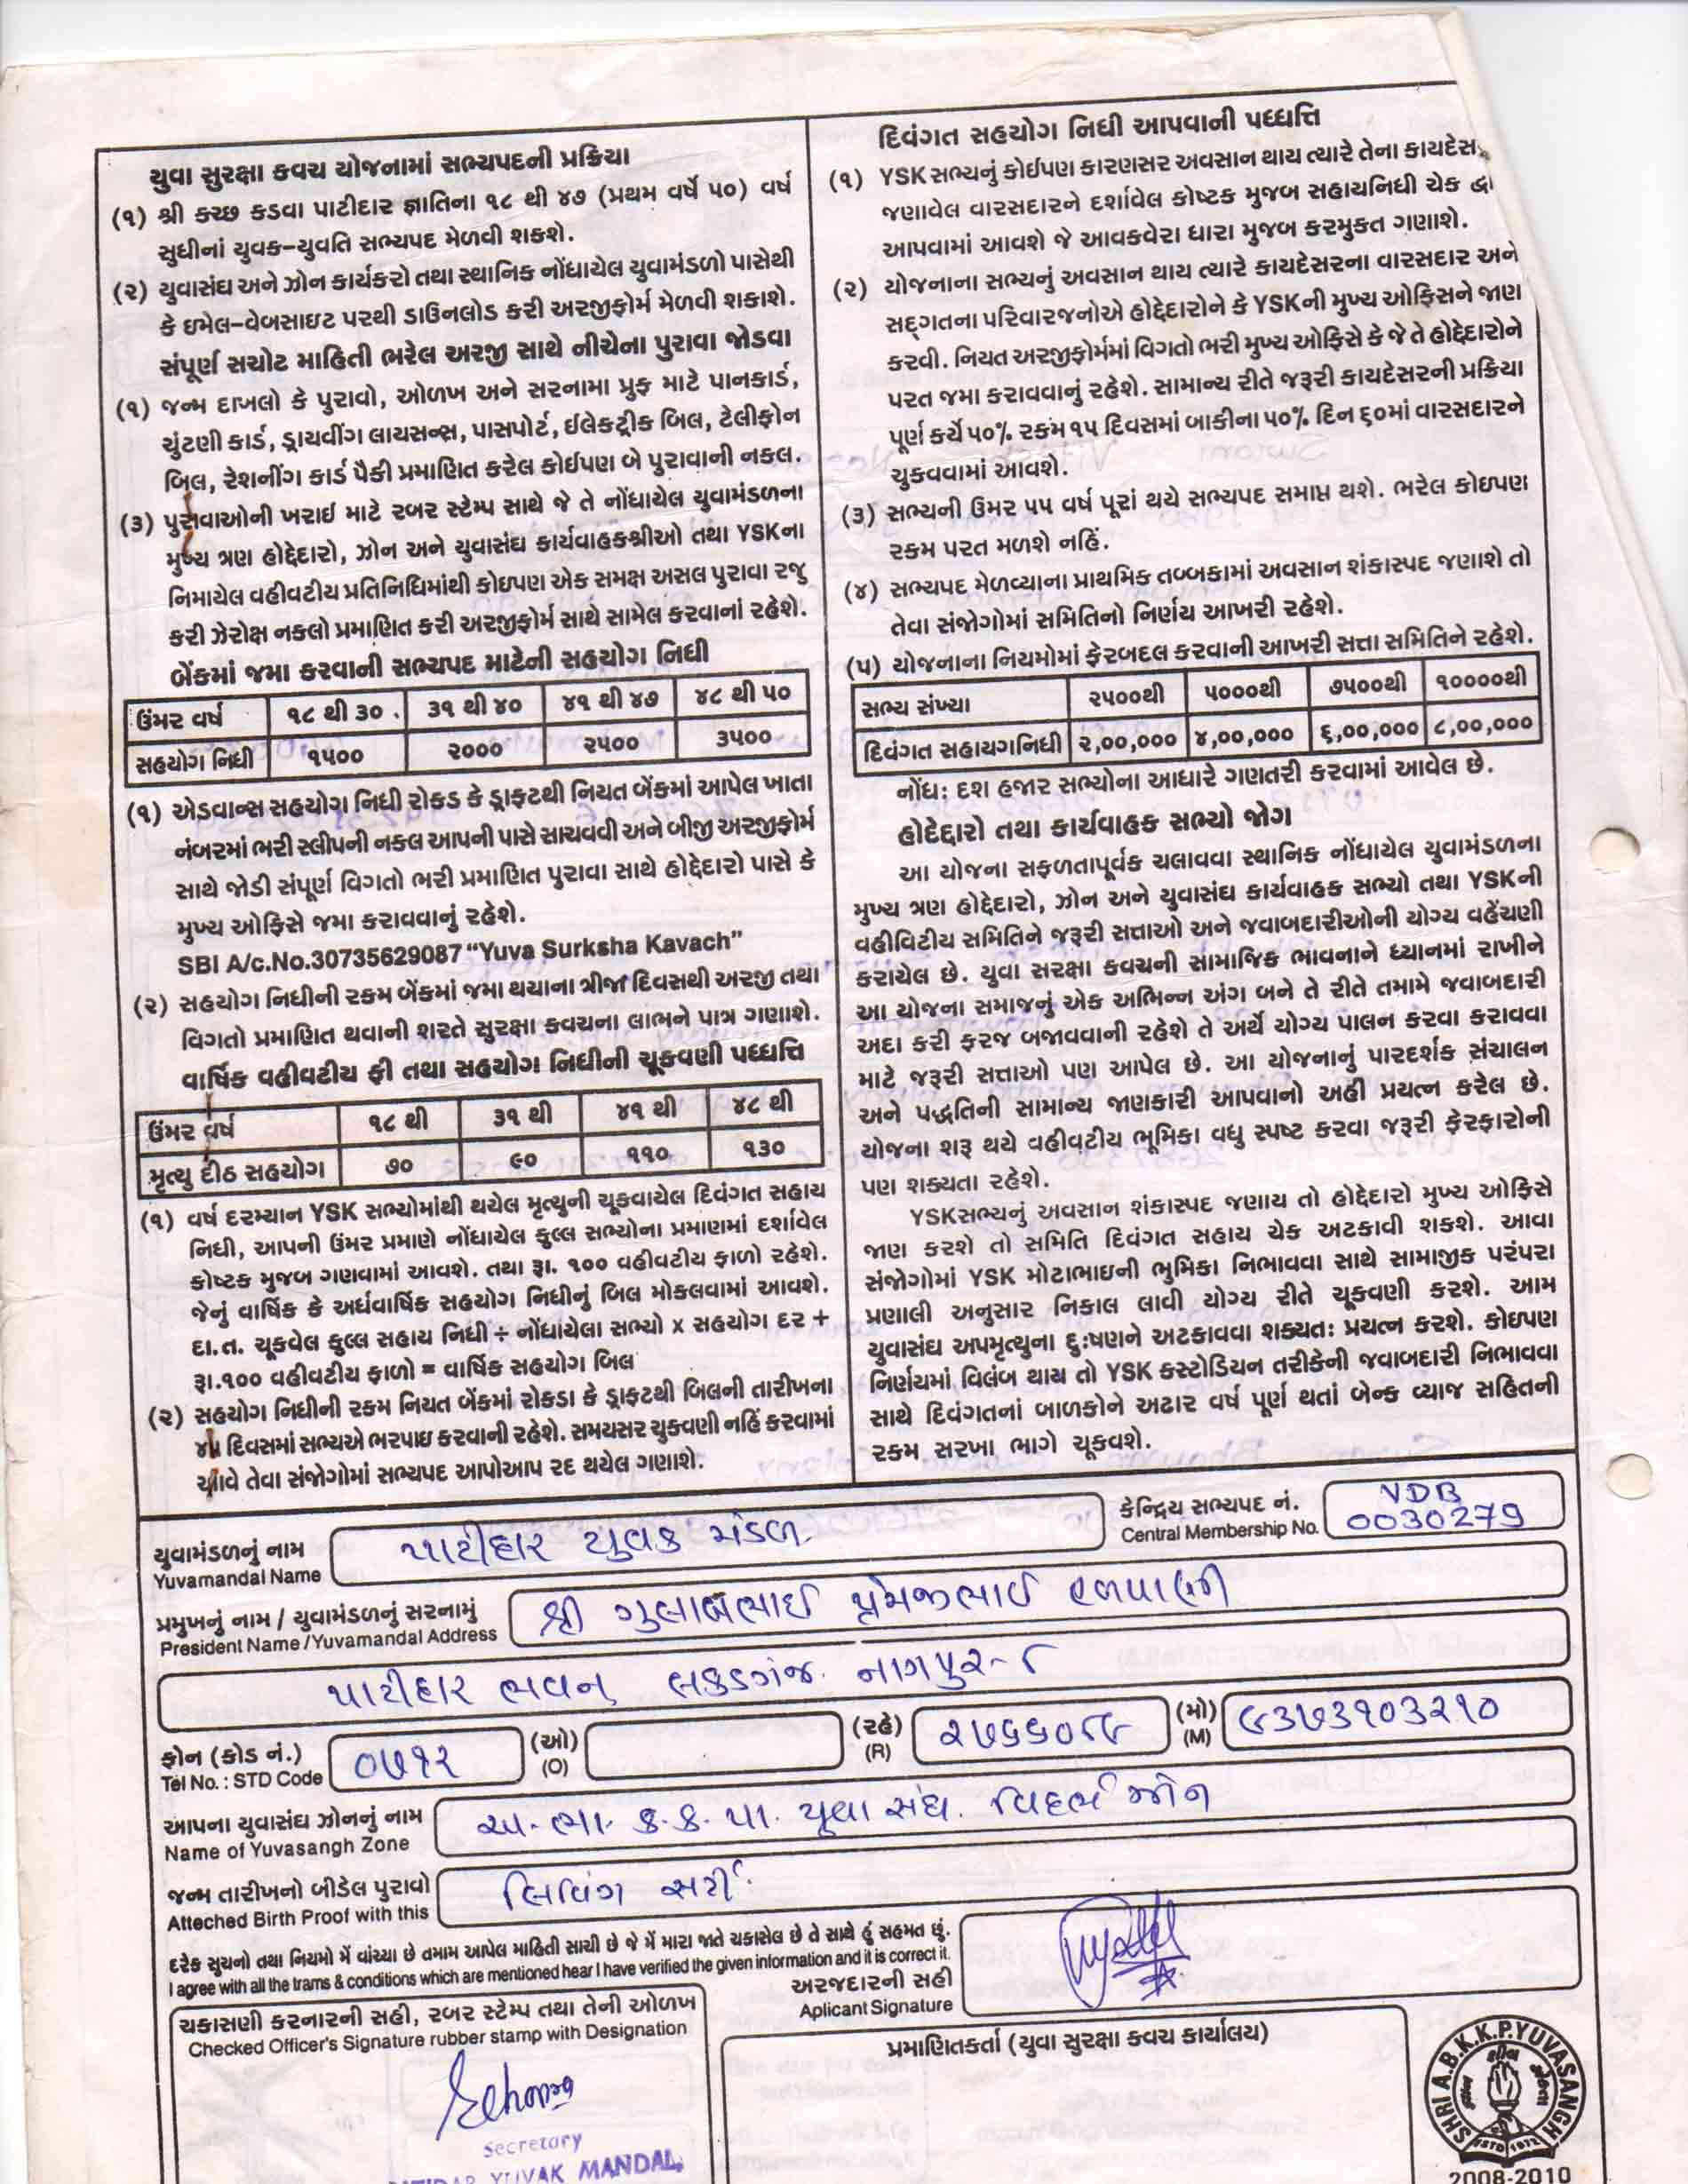 યુવા સુરક્ષા કવચ યોજનામાં સભ્યપદની પ્રક્રિયા
(૧) શ્રી કચ્છ કડવા પાટીદાર જ્ઞાતિના ૧૮ થી ૪૭ (પ્રથમ વર્ષે ૫૦) વર્ષ
સુધીનાં યુવક-યુવતિ સભ્યપદ મેળવી શકશે.
(૨) યુવાસંઘ અને ઝોન કાર્યકરો તથા સ્થાનિક નોંધાયેલ યુવામંડળો પાસેથી
કે ઇમેલ-વેબસાઇટ પરથી ડાઉનલોડ કરી અરજીફોર્મ મેળવી શકાશે.
સંપૂર્ણ સચોટ માહિતી ભરેલ અરજી સાથે નીચેના પુરાવા જોડવા
(૧) જન્મ દાખલો કે પુરાવો, ઓળખ અને સરનામા પ્રુફ માટે પાનકાર્ડ,
ચુંટણી કાર્ડ, ડ્રાયવીંગ લાયસન્સ, પાસપોર્ટ, ઈલેક્ટ્રીક બિલ, ટેલીફોન
બિલ, રેશનીંગ કાર્ડ પૈકી પ્રમાણિત કરેલ કોઈપણ બે પુરાવાની નકલ.
(૩) પુરાવાઓની ખરાઈ માટે રબર સ્ટેમ્પ સાથે જે તે નોંધાયેલ યુવામંડળના
મુખ્ય ત્રણ હોદ્દેદારો, ઝોન અને યુવાસંઘ કાર્યવાહકશ્રીઓ તથા YSKના
નિમાયેલ વહીવટીય પ્રતિનિધિમાંથી કોઇપણ એક સમક્ષ અસલ પુરાવા રજુ
કરી ઝેરોક્ષ નકલો પ્રમાણિત કરી અરજીફોર્મ સાથે સામેલ કરવાનાં રહેશે.
બેંકમાં જમા કરવાની સભ્યપદ માટેની સહયોગ નિધી
ઉંમર વર્ષ ૧૮ થી ૩૦ . ૩૧ થી ૪૦ ૪૧ થી ૪૭ ૪૮ થી ૫૦
સહયોગ નિધી ૧૫૦૦ ૨૦૦૦ ૨૫૦૦ ૩૫૦૦
(૧) એડવાન્સ સહયોગ નિધી રોકડ કે ડ્રાફટથી નિયત બેંકમાં આપેલ ખાતા
નંબરમાં ભરી સ્લીપની નકલ આપની પાસે સાચવવી અને બીજી અરજીફોર્મ
સાથે જોડી સંપૂર્ણ વિગતો ભરી પ્રમાણિત પુરાવા સાથે હોદ્દેદારો પાસે કે
મુખ્ય ઓફિસે જમા કરાવવાનું રહેશે.
SBI A/c.No.30735629087 “Yuva Surksha Kavach”
(૨) સહયોગ નિધીની રકમ બેંકમાં જમા થયાના ત્રીજા દિવસથી અરજી તથા
વિગતો પ્રમાણિત થવાની શરતે સુરક્ષા કવચના લાભને પાત્ર ગણાશે.
વાર્ષિક વહીવટીય ફી તથા સહયોગ નિધીની ચૂકવણી પધ્ધતિ
ઉંમર વર્ષ ૧૮ થી ૩૧ થી ૪૧ થી ૪૮ થી
મૃત્યુ દીઠ સહયોગ ૭૦ ૯૦ ૧૧૦ ૧૩૦
(૧) વર્ષ દરમ્યાન YSK સભ્યોમાંથી થયેલ મૃત્યુની ચૂકવાયેલ દિવંગત સહાય
નિધી, આપની ઉંમર પ્રમાણે નોંધાયેલ કુલ્લ સભ્યોના પ્રમાણમાં દર્શાવેલ
કોષ્ટક મુજબ ગણવામાં આવશે. તથા રૂા. ૧૦૦ વહીવટીય ફાળો રહેશે.
જેનું વાર્ષિક કે અર્ધવાર્ષિક સહયોગ નિધીનું બિલ મોકલવામાં આવશે.
દા.ત. ચૂકવેલ કુલ્લ સહાય નિધી ÷ નોંધાયેલા સભ્યો x સહયોગ દર +
રૂા.૧૦૦ વહીવટીય ફાળો = વાર્ષિક સહયોગ બિલ
(૨) સહયોગ નિધીની રકમ નિયત બેંકમાં રોકડા કે ડ્રાફટથી બિલની તારીખના
દિવસમાં સભ્યએ ભરપાઇ કરવાની રહેશે. સમયસર ચુકવણી નહિં કરવામાં
આવે તેવા સંજોગોમાં સભ્યપદ આપોઆપ રદ થયેલ ગણાશે.
દિવંગત સહયોગ નિધી આપવાની પધ્ધત્તિ
(૧) YSK સભ્યનું કોઈપણ કારણસર અવસાન થાય ત્યારે તેના કાયદેસ
જણાવેલ વારસદારને દર્શાવેલ કોષ્ટક મુજબ સહાયનિધી ચેક દ્વા
આપવામાં આવશે જે આવકવેરા ધારા મુજબ કરમુક્ત ગણાશે.
(૨) યોજનાના સભ્યનું અવસાન થાય ત્યારે કાયદેસરના વારસદાર અને
સદ્ગતના પરિવારજનોએ હોદ્દેદારોને કે YSKની મુખ્ય ઓફિસને જાણ
કરવી. નિયત અરજીફોર્મમાં વિગતો ભરી મુખ્ય ઓફિસે કે જે તે હોદ્દેદારોને
પરત જમા કરાવવાનું રહેશે. સામાન્ય રીતે જરૂરી કાયદેસરની પ્રક્રિયા
પૂર્ણ કર્યે ૫૦% રકમ ૧૫ દિવસમાં બાકીના ૫૦% દિન ૬૦માં વારસદારને
ચુકવવામાં આવશે.
(૩) સભ્યની ઉમર ૫૫ વર્ષ પૂરાં થયે સભ્યપદ સમાપ્ત થશે. ભરેલ કોઇપણ
રકમ પરત મળશે નહિં.
(૪) સભ્યપદ મેળવ્યાના પ્રાથમિક તબ્બકામાં અવસાન શંકાસ્પદ જણાશે તો
તેવા સંજોગોમાં સમિતિનો નિર્ણય આખરી રહેશે.
(૫) યોજનાના નિયમોમાં ફેરબદલ કરવાની આખરી સત્તા સમિતિને રહેશે.
સભ્ય સંખ્યા ૨૫૦૦થી ૫૦૦૦થી ૭૫૦૦થી ૧૦૦૦૦થી
દિવંગત સહાયગનિધી ૨,૦૦,૦૦૦ ૪,૦૦,૦૦૦ ૬,૦૦,૦૦૦ ૮,૦૦,૦૦૦
નોંધ: દશ હજાર સભ્યોના આધારે ગણતરી કરવામાં આવેલ છે.
હોદેદ્દારો તથા કાર્યવાહક સભ્યો જોગ
આ યોજના સફળતાપૂર્વક ચલાવવા સ્થાનિક નોંધાયેલ યુવામંડળના
મુખ્ય ત્રણ હોદ્દેદારો, ઝોન અને યુવાસંઘ કાર્યવાહક સભ્યો તથા YSKની
વહીવિટીય સમિતિને જરૂરી સત્તાઓ અને જવાબદારીઓની યોગ્ય વહેંચણી
કરાયેલ છે. યુવા સરક્ષા કવચની સામાજિક ભાવનાને ધ્યાનમાં રાખીને
આ યોજના સમાજનું એક અભિન્ન અંગ બને તે રીતે તમામે જવાબદારી
અદા કરી ફરજ બજાવવાની રહેશે તે અર્થે યોગ્ય પાલન કરવા કરાવવા
માટે જરૂરી સત્તાઓ પણ આપેલ છે. આ યોજનાનું પારદર્શક સંચાલન
અને પદ્ધતિની સામાન્ય જાણકારી આપવાનો અહી પ્રયત્ન કરેલ છે.
યોજના શરૂ થયે વહીવટીય ભૂમિકા વધુ સ્પષ્ટ કરવા જરૂરી ફેરફારોની
પણ શક્યતા રહેશે.
YSKસભ્યનું અવસાન શંકાસ્પદ જણાય તો હોદ્દેદારો મુખ્ય ઓફિસે
જાણ કરશે તો સમિતિ દિવંગત સહાય ચેક અટકાવી શકશે. આવા
સંજોગોમાં YSK મોટાભાઇની ભુમિકા નિભાવવા સાથે સામાજીક પરંપરા
પ્રણાલી અનુસાર નિકાલ લાવી યોગ્ય રીતે ચૂકવણી કરશે. આમ
યુવાસંઘ અપમૃત્યુના દુ:ષણને અટકાવવા શક્યત: પ્રયત્ન કરશે. કોઇપણ
નિર્ણયમાં વિલંબ થાય તો YSK કસ્ટોડિયન તરીકેની જવાબદારી નિભાવવા
સાથે દિવંગતનાં બાળકોને અઢાર વર્ષ પૂર્ણ થતાં બેન્ક વ્યાજ સહિતની
રકમ સરખા ભાગે ચૂકવશે.
યુવામંડળનું નામ પાટીદાર યુવક મંડળ
Yuvamandal Name
કેન્દ્રિય સભ્યપદ નં. VDB
Central Membership No. 0030279
પ્રમુખનું નામ / યુવામંડળનું સરનામું શ્રી ગુલાબભાઈ પ્રેમજીભાઈ
President Name /Yuvamandal Address
પાટીદાર ભવન લકડગંજ. નાગપુર-૮
ફોન (કોડ નં.) ૦૭૧૨ (ઓ) (રહે) ૨૭૬૬૦૯૮ (મો) ૯૩૭૩૧૦૩૨૧૦
Tel No. : STD Code (O) (R) (M)
આપના યુવાસંઘ ઝોનનું નામ અ. ભા. ક. ક. પા. યુવા સંઘ. વિદર્ભ ઝોન
Name of Yuvasangh Zone
જન્મ તારીખનો બીડેલ પુરાવો લિવિંગ સર્ટી.
Atteched Birth Proof with this
દરેક સુચનો તથા નિયમો મેં વાંચ્યા છે તમામ આપેલ માહિતી સાચી છે જે મેં મારા જાતે ચકાસેલ છે તે સાથે હું સહમત છું.
I agree with all the trams & conditions which are mentioned hear I have verified the given information and it is correct it.
અરજદારની સહી
Aplicant Signature
ચકાસણી કરનારની સહી, રબર સ્ટેમ્પ તથા તેની ઓળખ
Checked Officer's Signature rubber stamp with Designation
Secretary
YUVAK MANDAL
પ્રમાણિતકર્તા (યુવા સુરક્ષા કવચ કાર્યાલય)
SHRI A.B.K.K.P.YUVASANGH
ESTD 1972
2008-2010